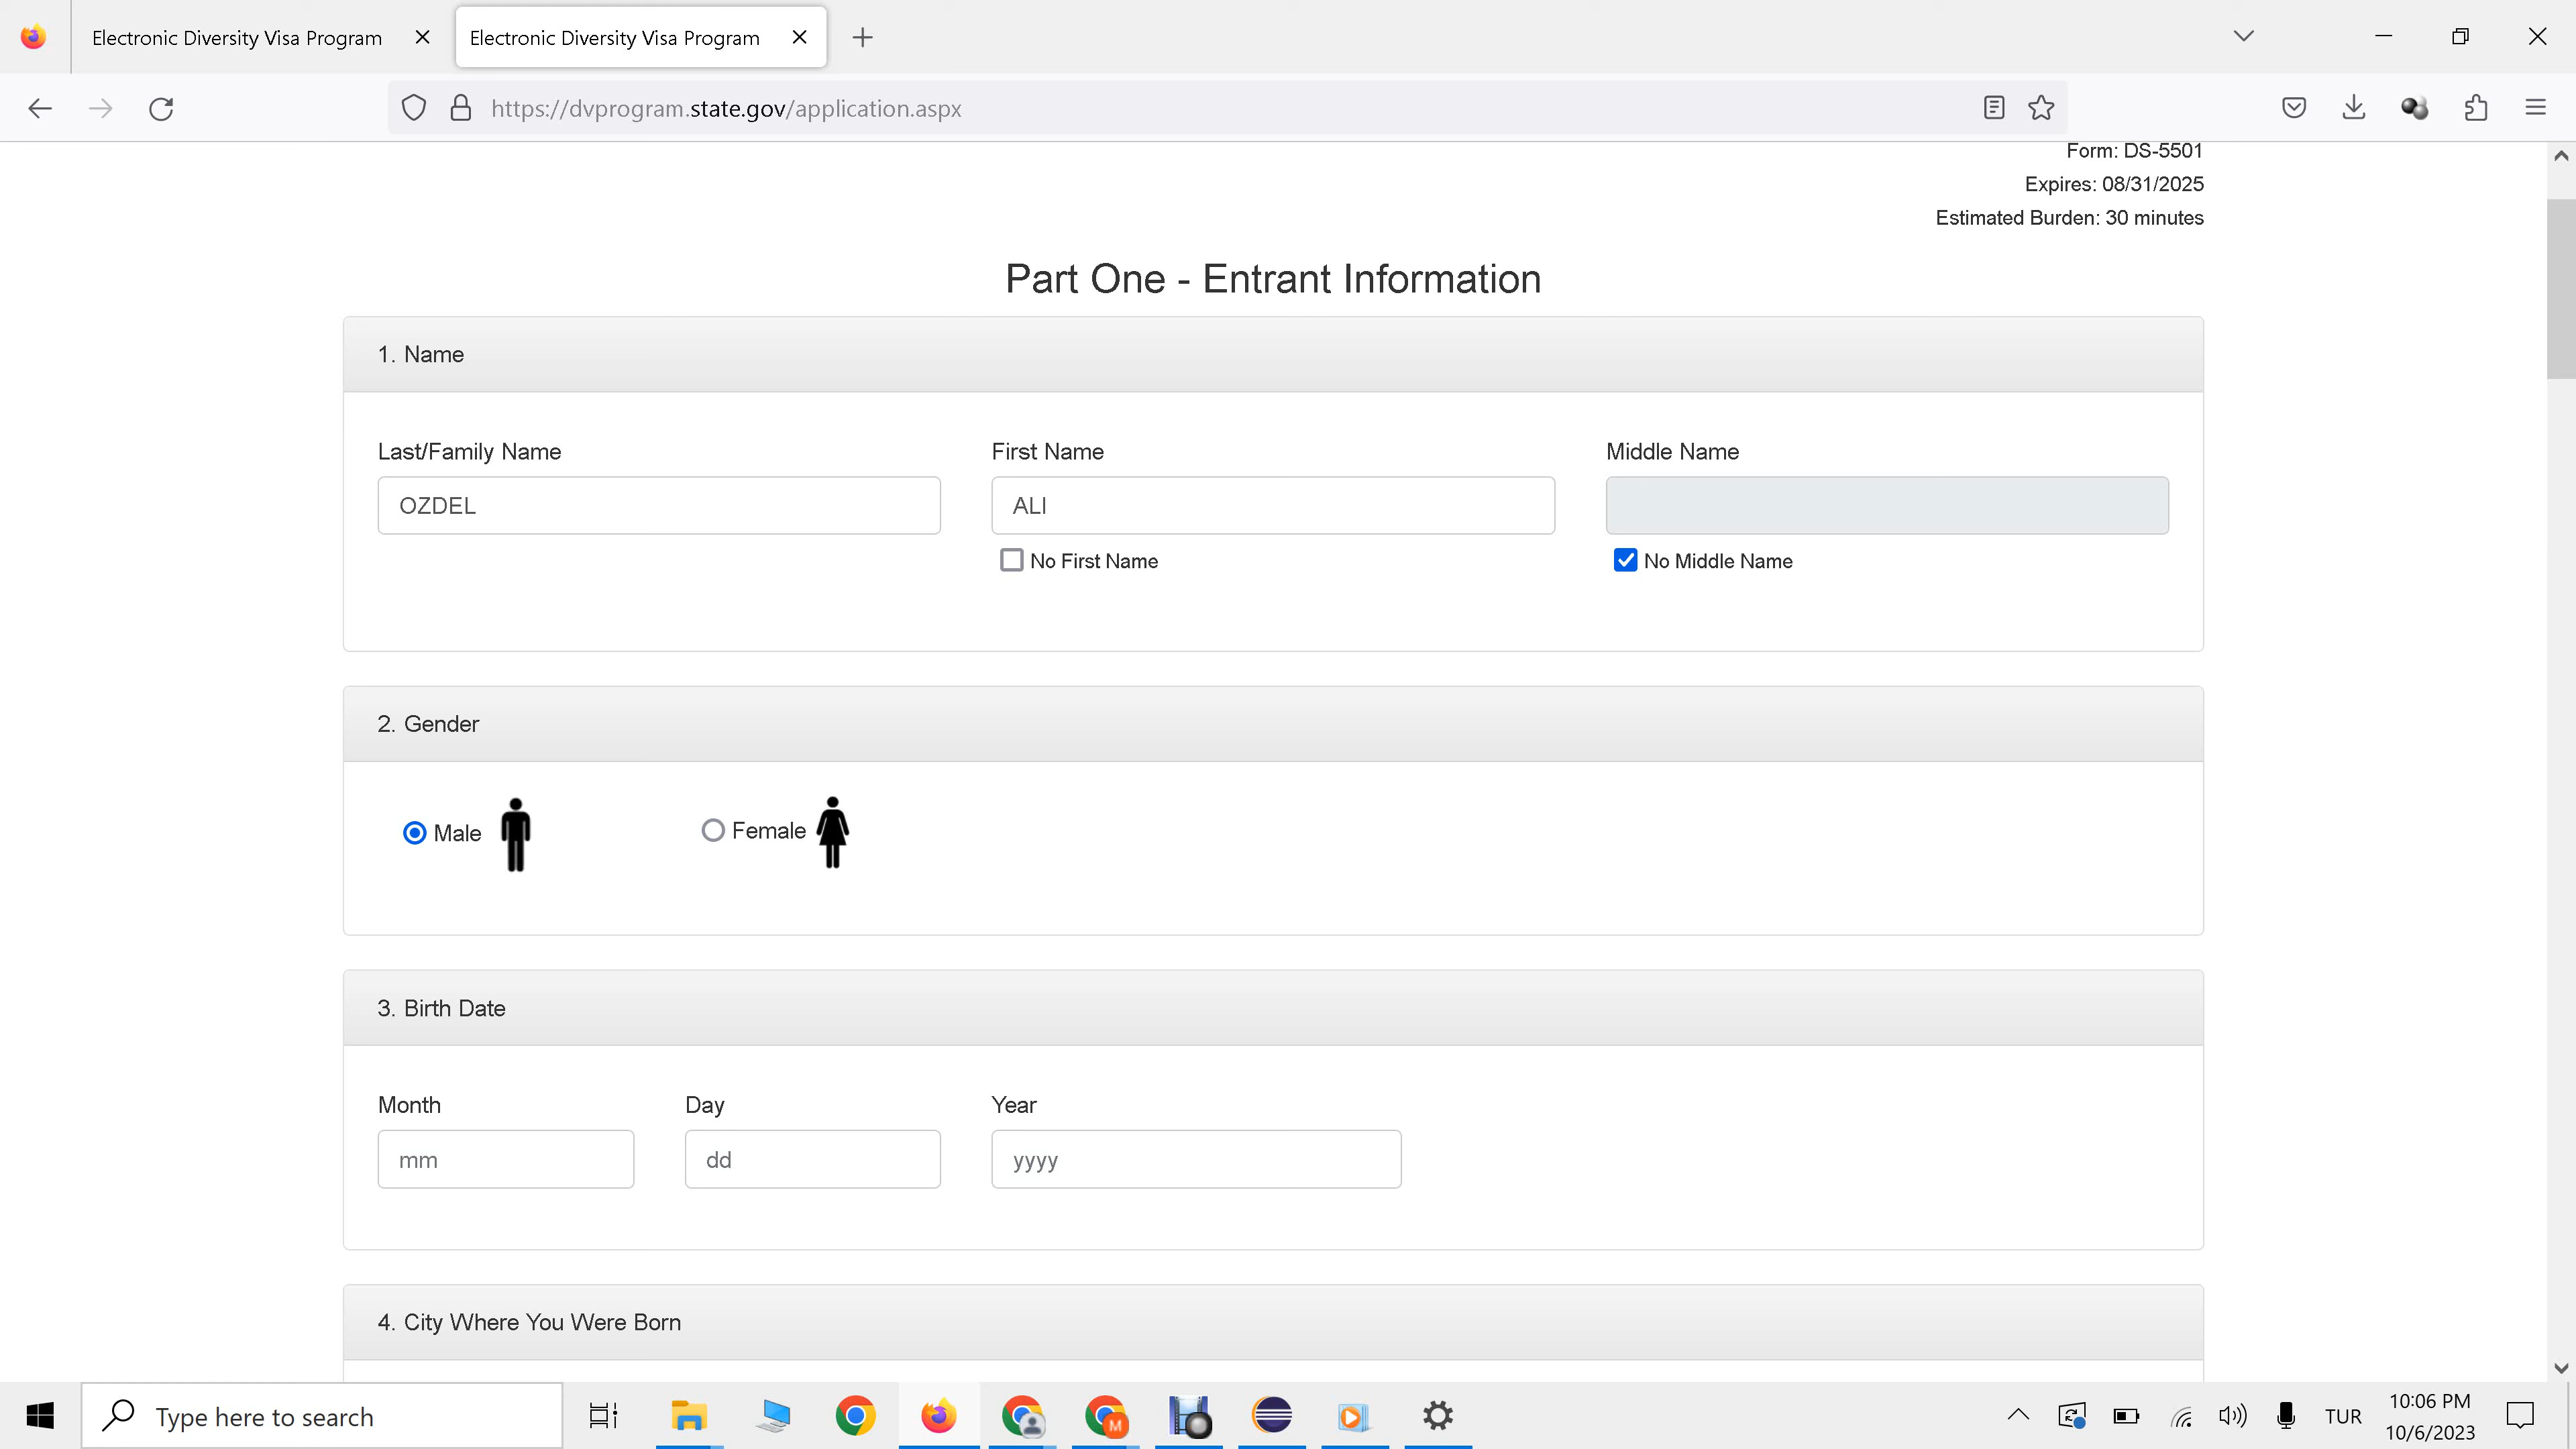 Electronic Diversity Visa Program
Electronic Diversity Visa Program
https://dvprogram.state.gov/application.aspx
Form: DS-5501
Expires: 08/31/2025
Estimated Burden: 30 minutes
Part One - Entrant Information
1. Name
Last/Family Name
First Name
Middle Name
OZDEL
ALI
No First Name
No Middle Name
2. Gender
Male
Female
3. Birth Date
Month
Day
Year
mm
dd
yyyy
4. City Where You Were Born
Type here to search
M
TUR
10:06 PM
10/6/2023